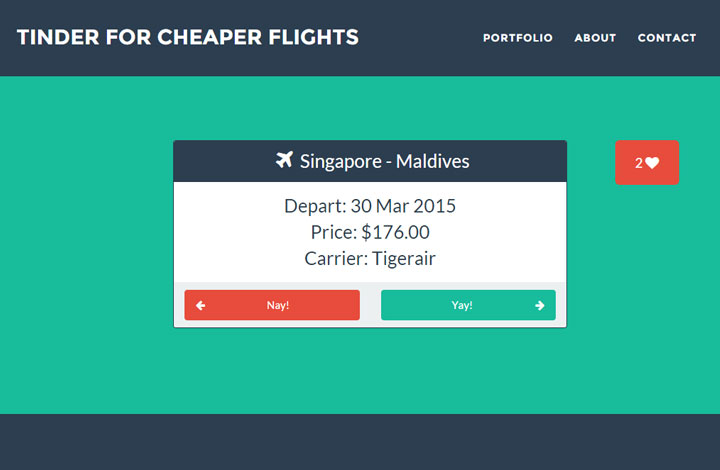 TINDER FOR CHEAPER FLIGHTS
PORTFOLIO ABOUT CONTACT
Singapore - Maldives
2
Depart: 30 Mar 2015
Price: $176.00
Carrier: Tigerair
Nay! Yay!